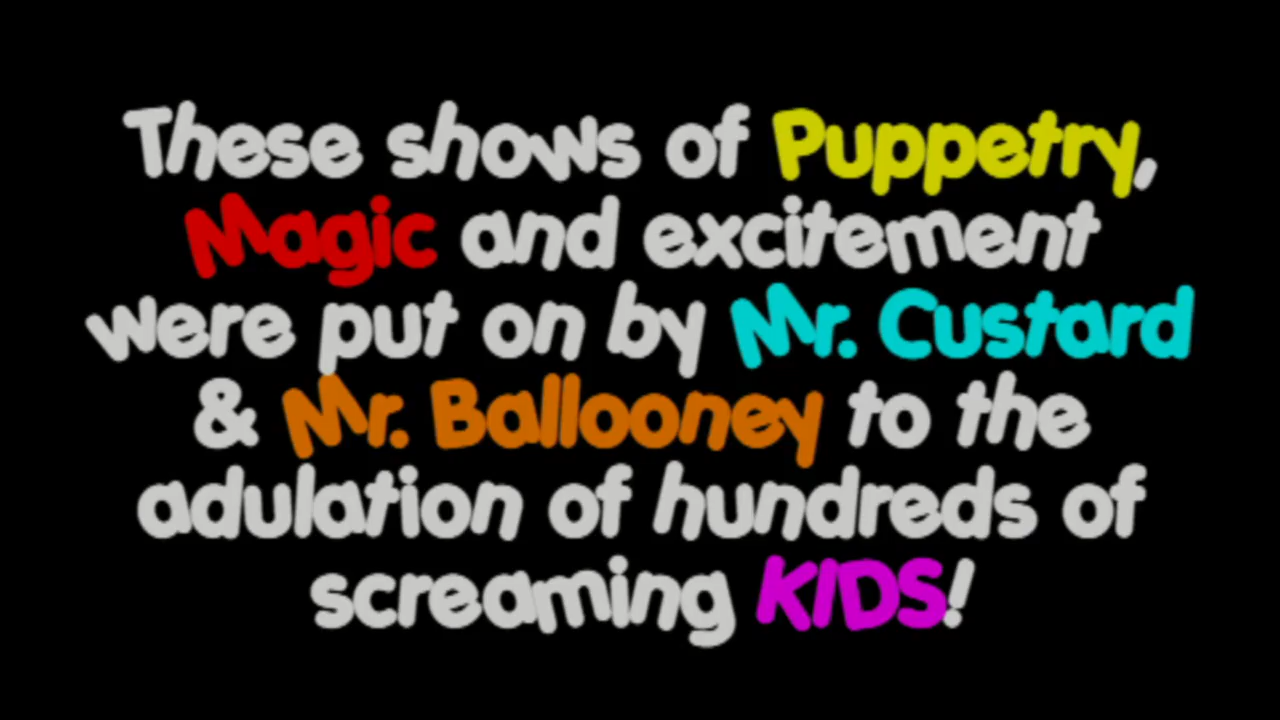 These shows of Puppetry,
Magic and excitement
were put on by Mr. Custard
& Mr. Ballooney to the
adulation of hundreds of
screaming KIDS!